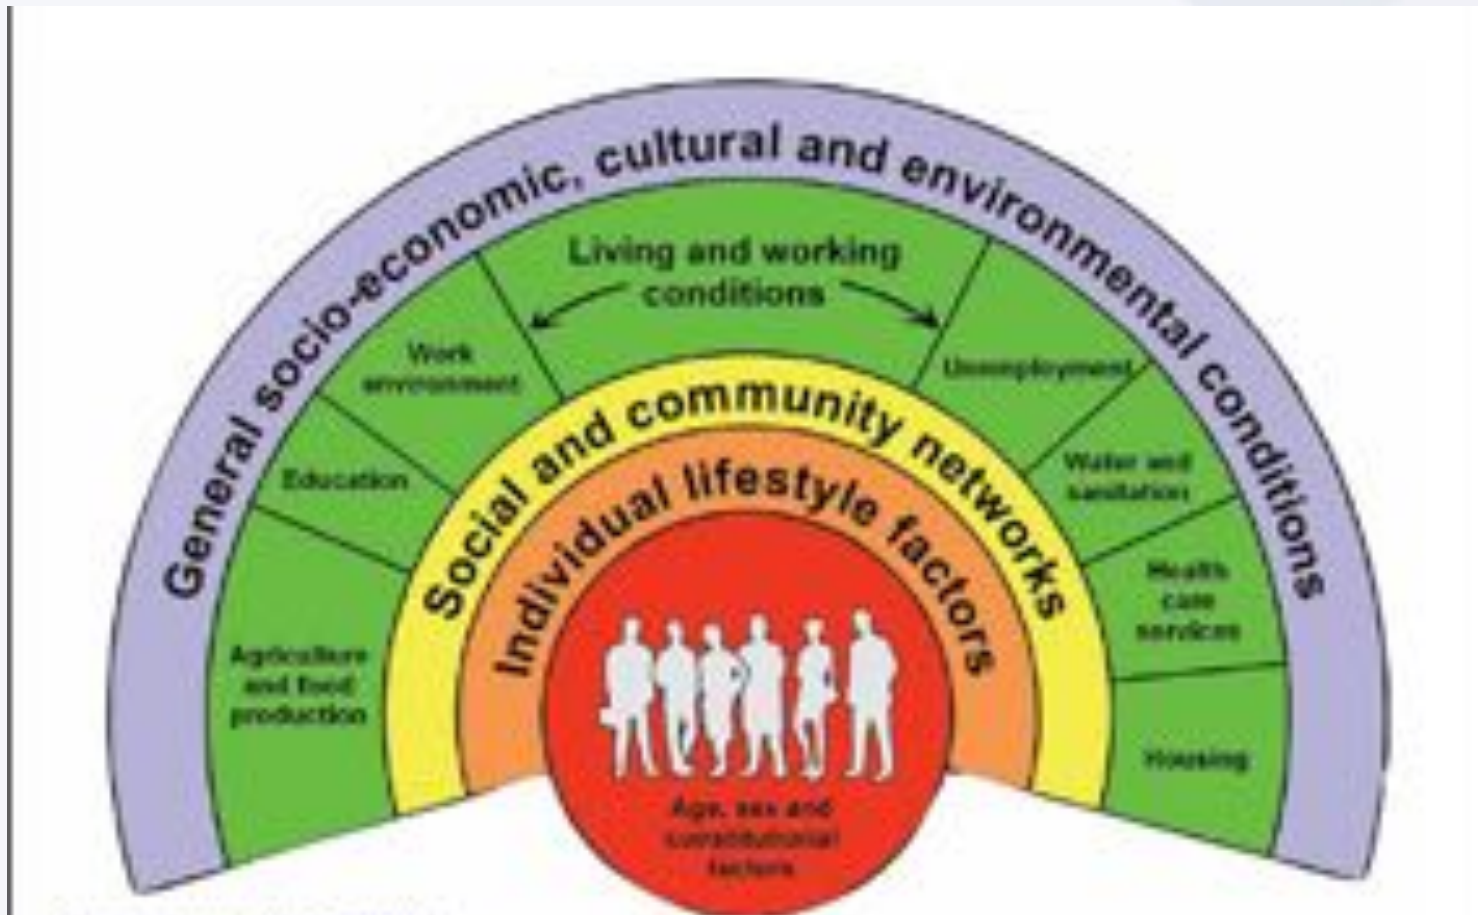 General socio-economic, cultural and environmental conditions
Living and working
conditions
Work
environment
Unemployment
Education
Water and
sanitation
Agriculture
and food
production
Health
care
services
Housing
Social and community networks
Individual lifestyle factors
Age, sex and
constitutional
factors